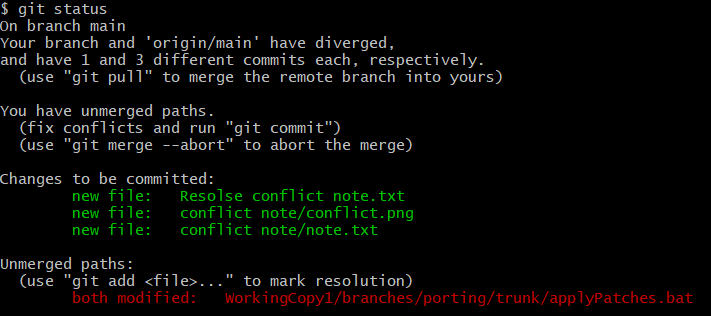 $ git status
On branch main
Your branch and 'origin/main' have diverged,
and have 1 and 3 different commits each, respectively.
  (use "git pull" to merge the remote branch into yours)

You have unmerged paths.
  (fix conflicts and run "git commit")
  (use "git merge --abort" to abort the merge)

Changes to be committed:
        new file:   Resolse conflict note.txt
        new file:   conflict note/conflict.png
        new file:   conflict note/note.txt

Unmerged paths:
  (use "git add <file>..." to mark resolution)
        both modified:   WorkingCopy1/branches/porting/trunk/applyPatches.bat